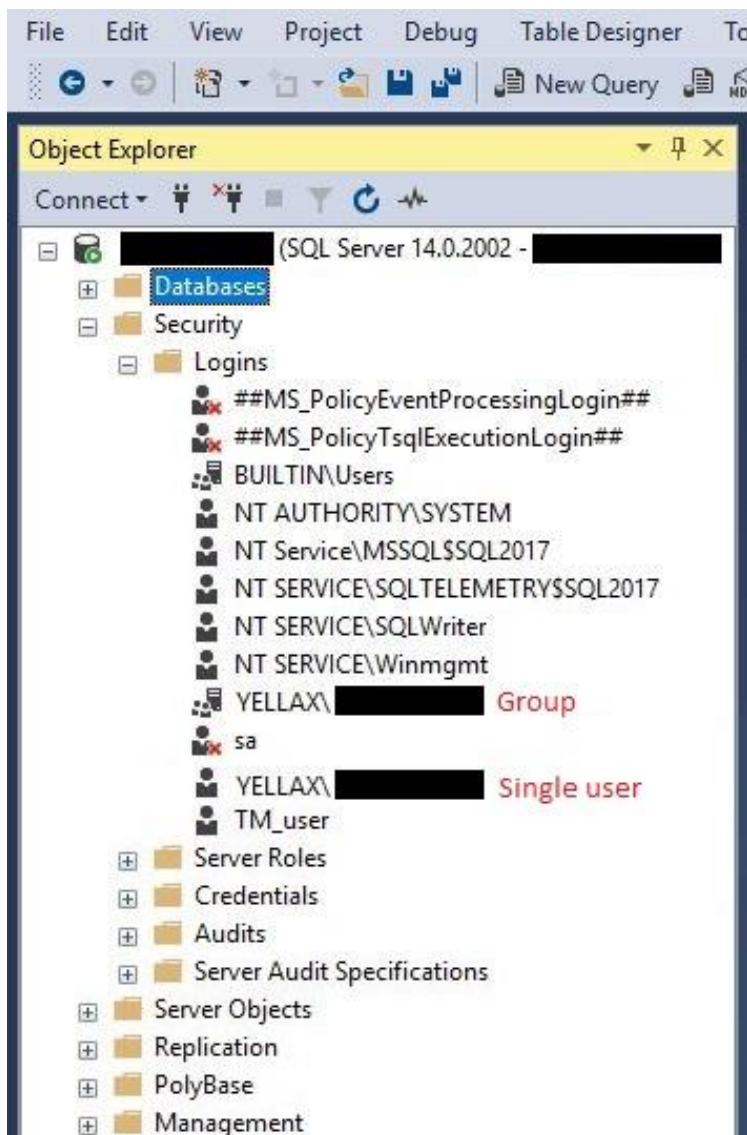 File Edit View Project Debug Table Designer To
New Query
Object Explorer
Connect
(SQL Server 14.0.2002 -
Databases
Security
Logins
##MS_PolicyEventProcessingLogin##
##MS_PolicyTsqlExecutionLogin##
BUILTIN\Users
NT AUTHORITY\SYSTEM
NT Service\MSSQL$SQL2017
NT SERVICE\SQLTELEMETRY$SQL2017
NT SERVICE\SQLWriter
NT SERVICE\Winmgmt
YELLAX\ Group
sa
YELLAX\ Single user
TM_user
Server Roles
Credentials
Audits
Server Audit Specifications
Server Objects
Replication
PolyBase
Management